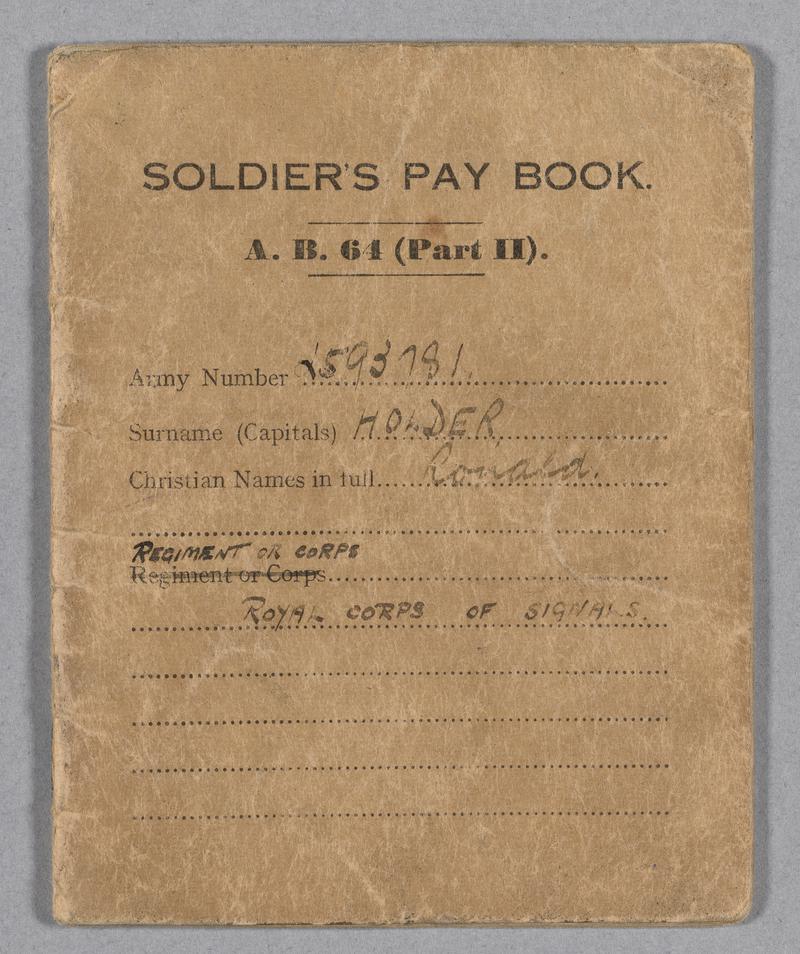 SOLDIER'S PAY BOOK.
A. B. 64 (Part II).
Army Number
Surname (Capitals) HOLDER
Christian Names in full Ronald.
REGIMENT OR CORPS
Regiment or Corps
ROYAL CORPS OF SIGNALS.